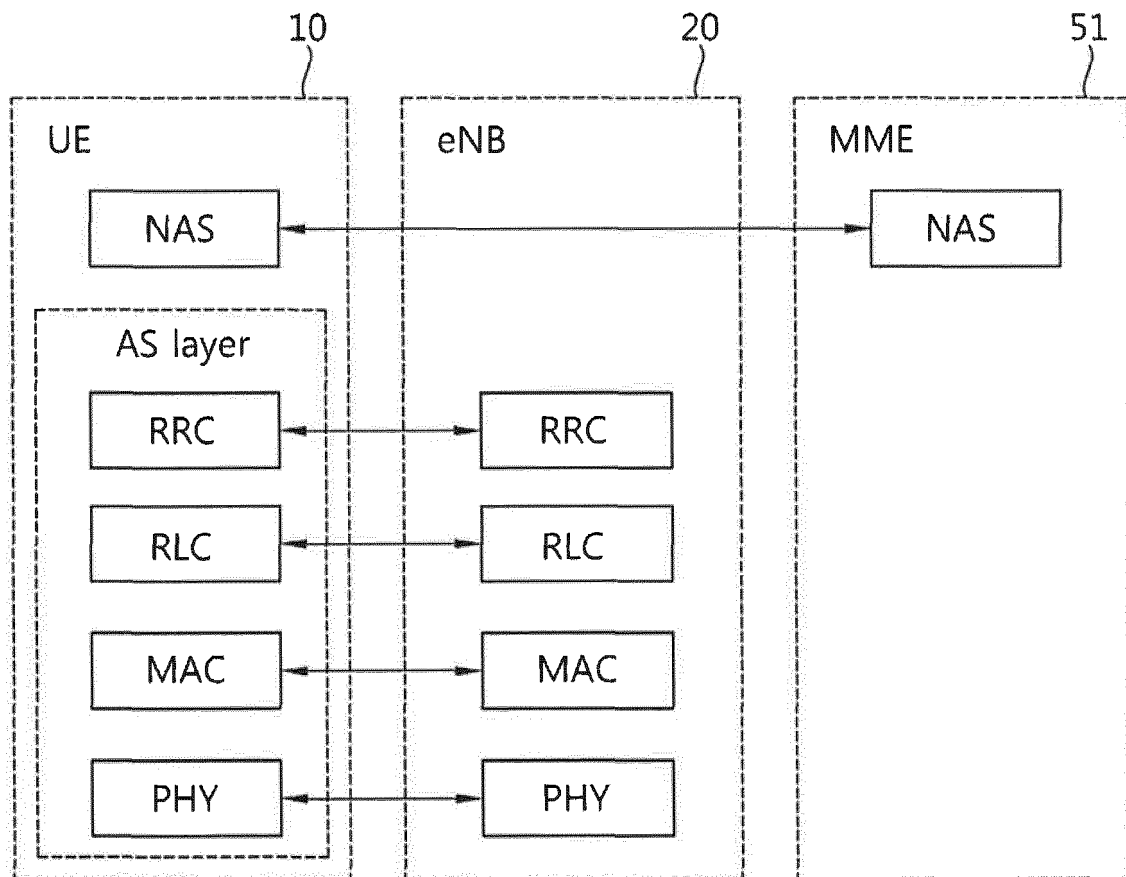 10 20 51
UE eNB MME
NAS NAS
AS layer
RRC RRC
RLC RLC
MAC MAC
PHY PHY